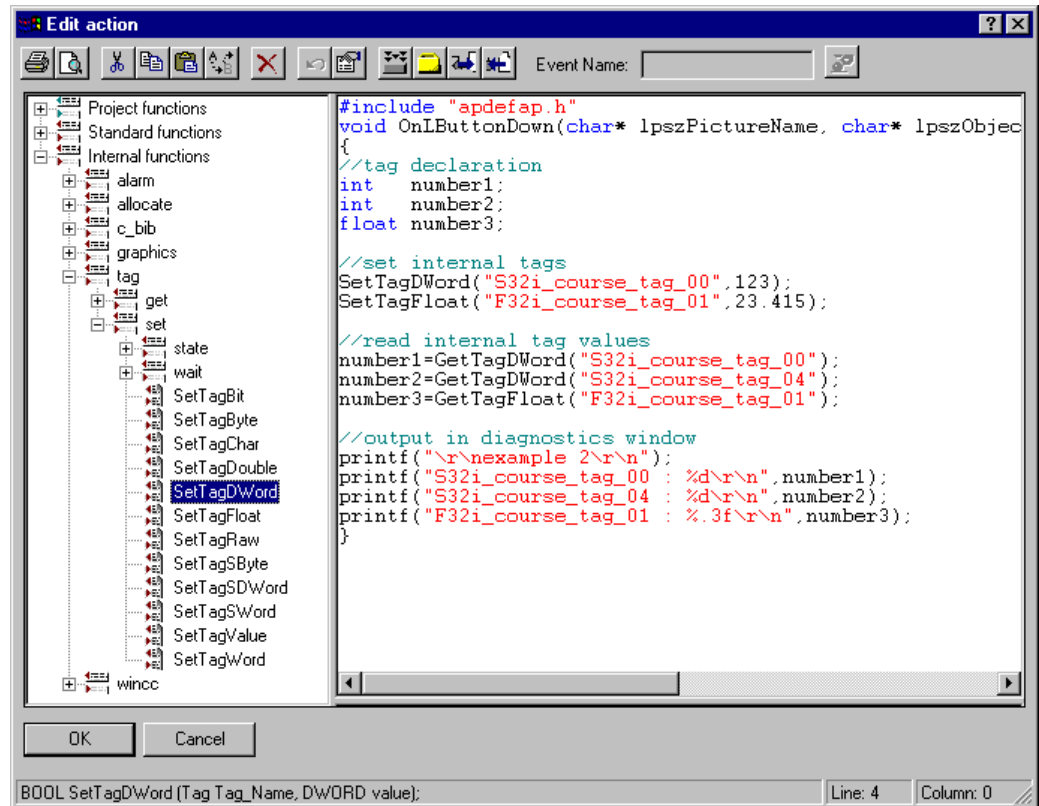 Edit action
Event Name:
Project functions
Standard functions
Internal functions
alarm
allocate
c_bib
graphics
tag
get
set
state
wait
SetTagBit
SetTagByte
SetTagChar
SetTagDouble
SetTagDWord
SetTagFloat
SetTagRaw
SetTagSByte
SetTagSDWord
SetTagSWord
SetTagValue
SetTagWord
wincc
#include "apdefap.h"
void OnLButtonDown(char* lpszPictureName, char* lpszObjec
{
//tag declaration
int   number1;
int   number2;
float number3;
//set internal tags
SetTagDWord("S32i_course_tag_00",123);
SetTagFloat("F32i_course_tag_01",23.415);
//read internal tag values
number1=GetTagDWord("S32i_course_tag_00");
number2=GetTagDWord("S32i_course_tag_04");
number3=GetTagFloat("F32i_course_tag_01");
//output in diagnostics window
printf("\r\nexample 2\r\n");
printf("S32i_course_tag_00 : %d\r\n",number1);
printf("S32i_course_tag_04 : %d\r\n",number2);
printf("F32i_course_tag_01 : %.3f\r\n",number3);
}
OK
Cancel
BOOL SetTagDWord (Tag Tag_Name, DWORD value);
Line: 4
Column: 0